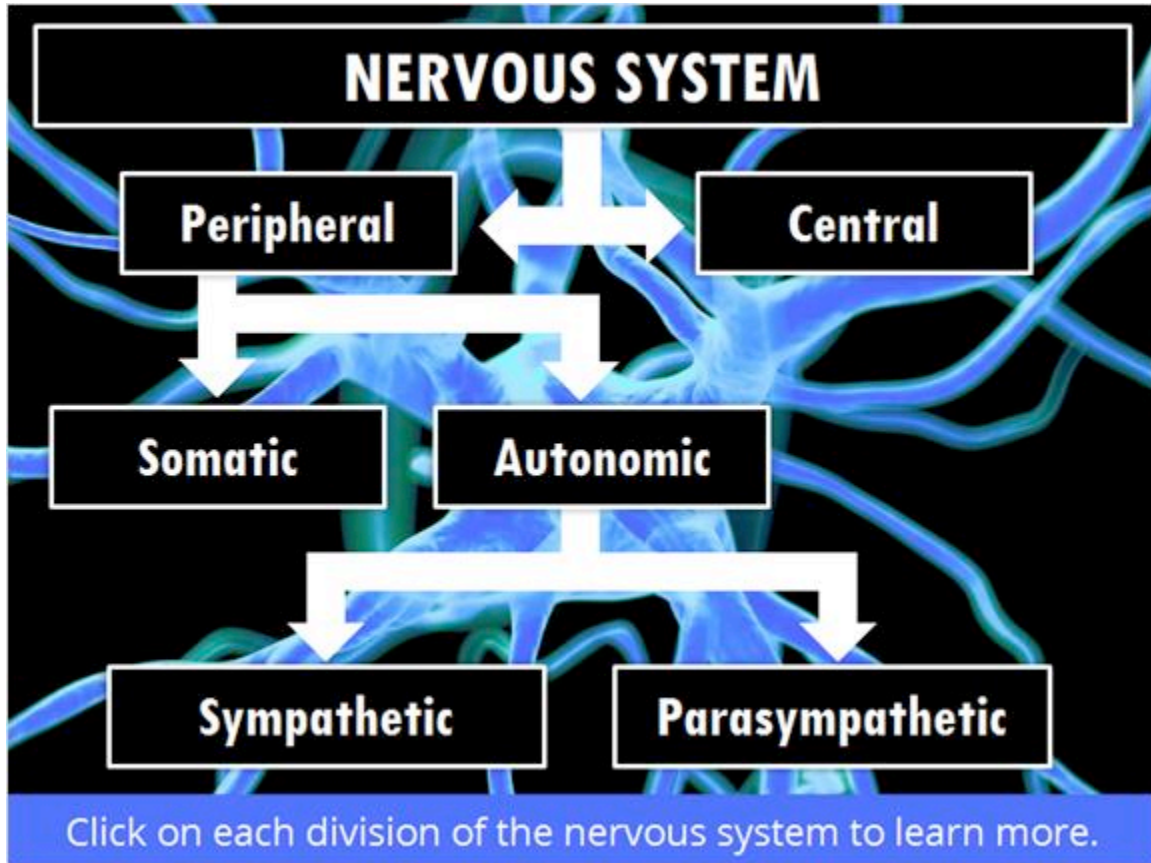 NERVOUS SYSTEM
Peripheral
Central
Somatic
Autonomic
Sympathetic
Parasympathetic
Click on each division of the nervous system to learn more.